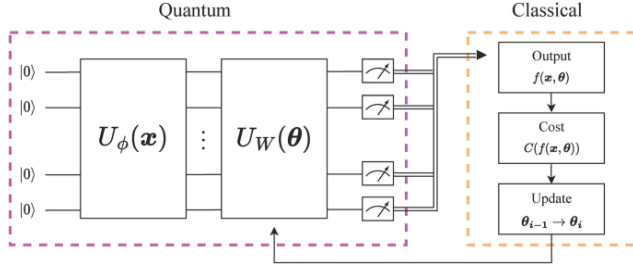 Quantum
Classical
|0⟩
|0⟩
|0⟩
|0⟩
U_ϕ(x)
⋮
U_W(θ)
Output
f(x, θ)
Cost
C(f(x, θ))
Update
θ_{i−1} → θ_i